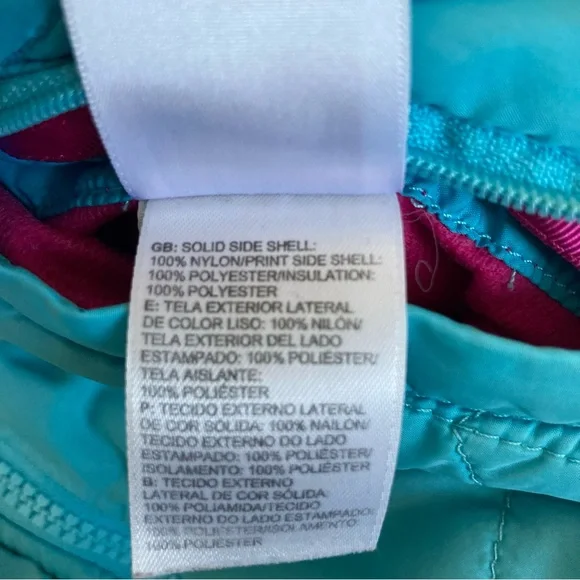 GB: SOLID SIDE SHELL:
100% NYLON/PRINT SIDE SHELL:
100% POLYESTER/INSULATION:
100% POLYESTER
E: TELA EXTERIOR LATERAL
DE COLOR LISO: 100% NILÓN/
TELA EXTERIOR DEL LADO
ESTAMPADO: 100% POLIÉSTER/
TELA AISLANTE:
100% POLIÉSTER
P: TECIDO EXTERNO LATERAL
DE COR SÓLIDA: 100% NAILON/
TECIDO EXTERNO DO LADO
ESTAMPADO: 100% POLIÉSTER/
ISOLAMENTO: 100% POLIÉSTER
B: TECIDO EXTERNO
LATERAL DE COR SÓLIDA:
100% POLIAMIDA/TECIDO
EXTERNO DO LADO ESTAMPADO:
100% POLIÉSTER/ISOLAMENTO:
100% POLIÉSTER